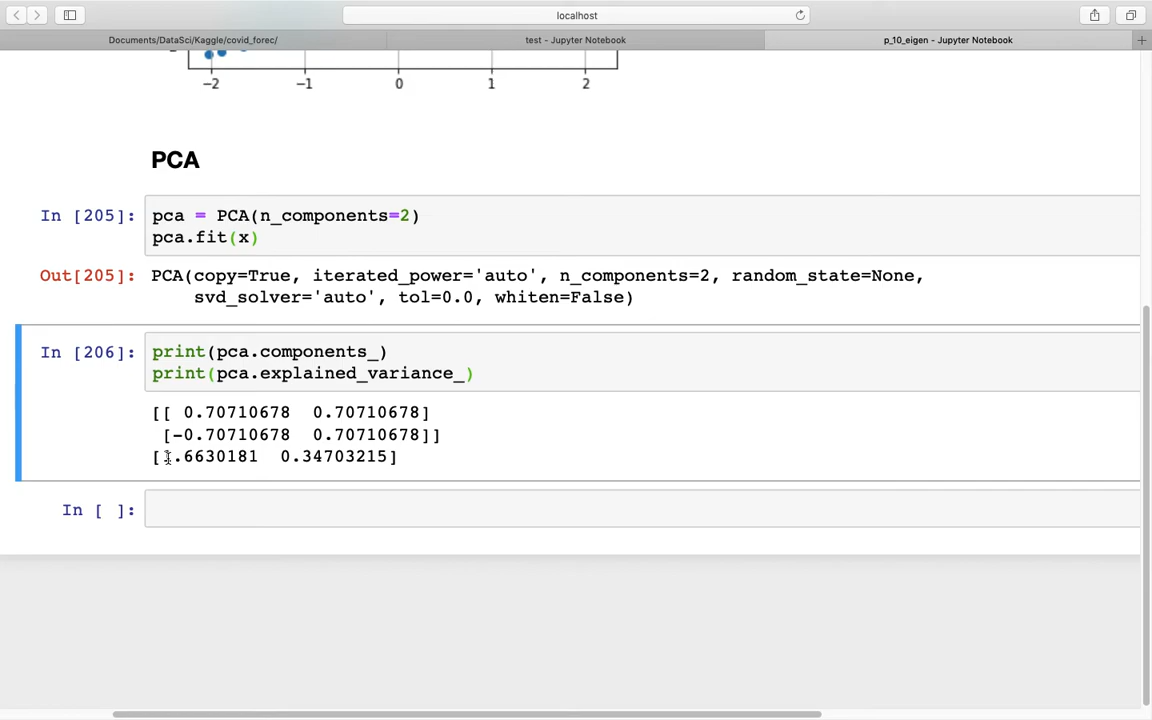 localhost
Documents/DataSci/Kaggle/covid_forec/
test - Jupyter Notebook
p_10_eigen - Jupyter Notebook
-2 -1 0 1 2
PCA
In [205]: pca = PCA(n_components=2)
pca.fit(x)
Out[205]: PCA(copy=True, iterated_power='auto', n_components=2, random_state=None,
svd_solver='auto', tol=0.0, whiten=False)
In [206]: print(pca.components_)
print(pca.explained_variance_)
[[ 0.70710678 0.70710678]
[-0.70710678 0.70710678]]
[ .6630181 0.34703215]
In [ ]: